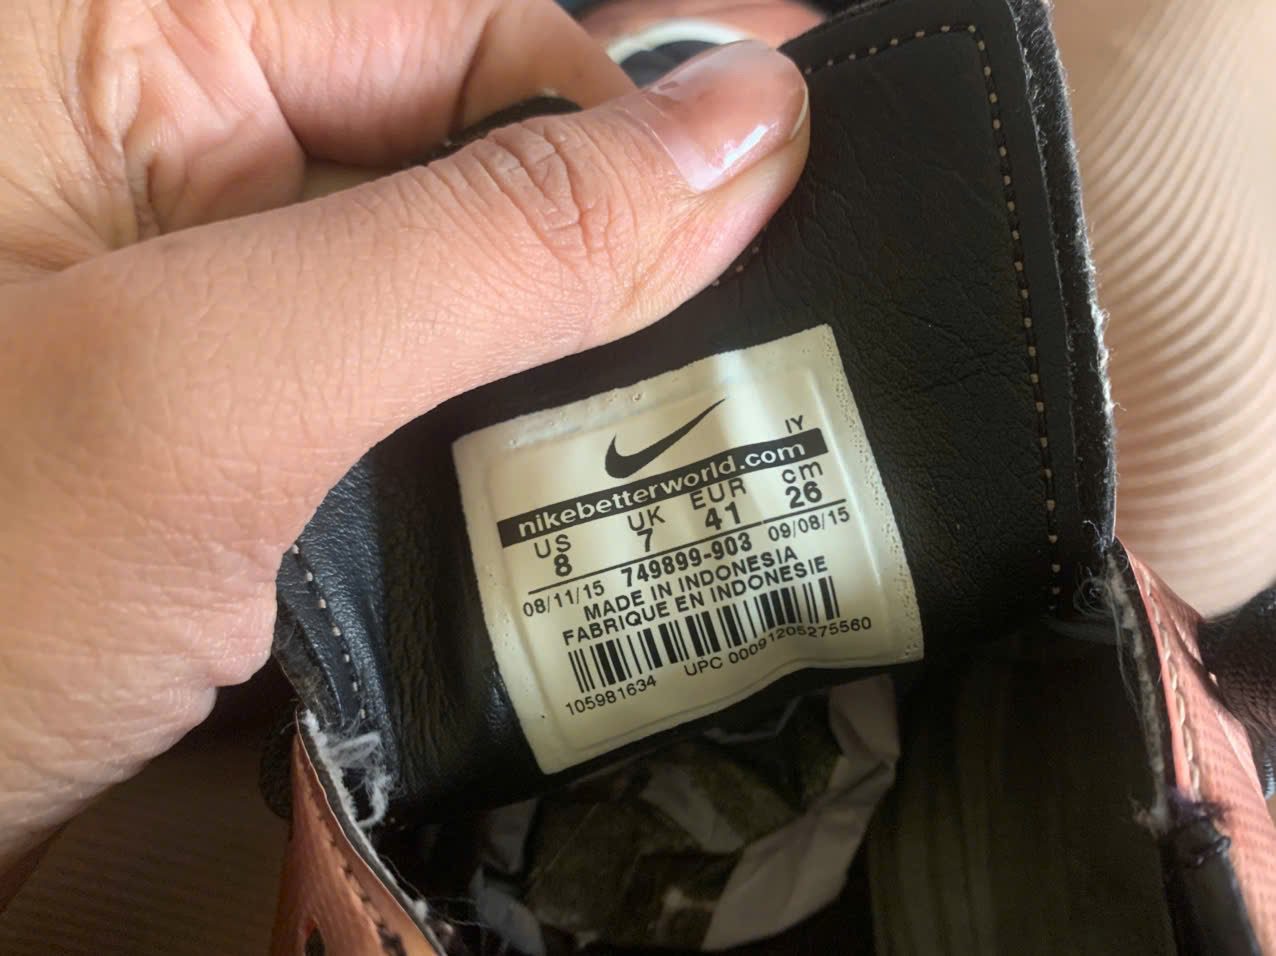 IY
nikebetterworld.com
US UK EUR cm
8 7 41 26
08/11/15 749899-903 09/08/15
MADE IN INDONESIA
FABRIQUE EN INDONESIE
105981634 UPC 00091205275560